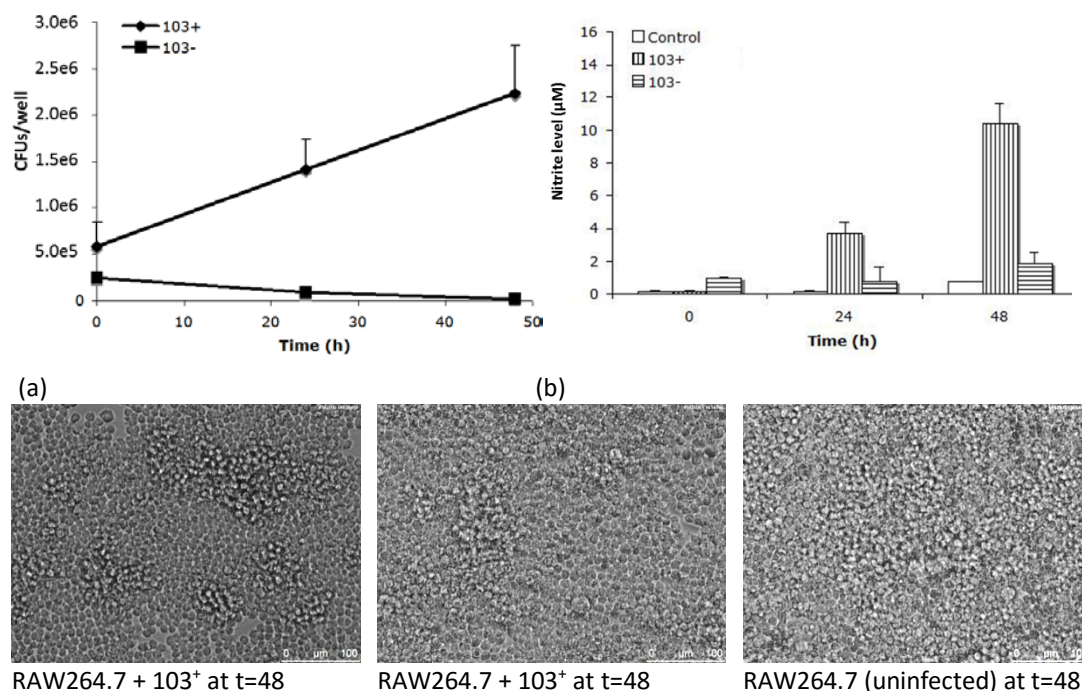 3.0e6
2.5e6
2.0e6
1.5e6
1.0e6
5.0e5
0
CFUs/well
103+
103-
0 10 20 30 40 50
Time (h)
16
14
12
10
8
6
4
2
0
Nitrite level (µM)
Control
103+
103-
0 24 48
Time (h)
(a) (b)
0 µm 100
0 µm 100
0 µm
RAW264.7 + 103⁺ at t=48
RAW264.7 + 103⁺ at t=48
RAW264.7 (uninfected) at t=48